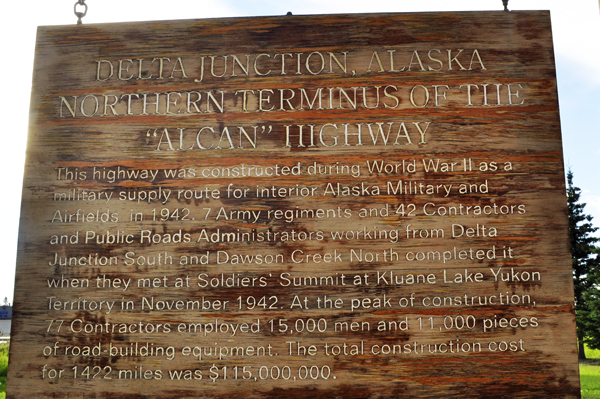 DELTA JUNCTION, ALASKA
NORTHERN TERMINUS OF THE
“ALCAN” HIGHWAY
This highway was constructed during World War II as a
military supply route for interior Alaska Military and
Airfields in 1942. 7 Army regiments and 42 Contractors
and Public Roads Administrators working from Delta
Junction South and Dawson Creek North completed it
when they met at Soldiers’ Summit at Kluane Lake Yukon
Territory in November 1942. At the peak of construction,
77 Contractors employed 15,000 men and 11,000 pieces
of road-building equipment. The total construction cost
for 1422 miles was $115,000,000.